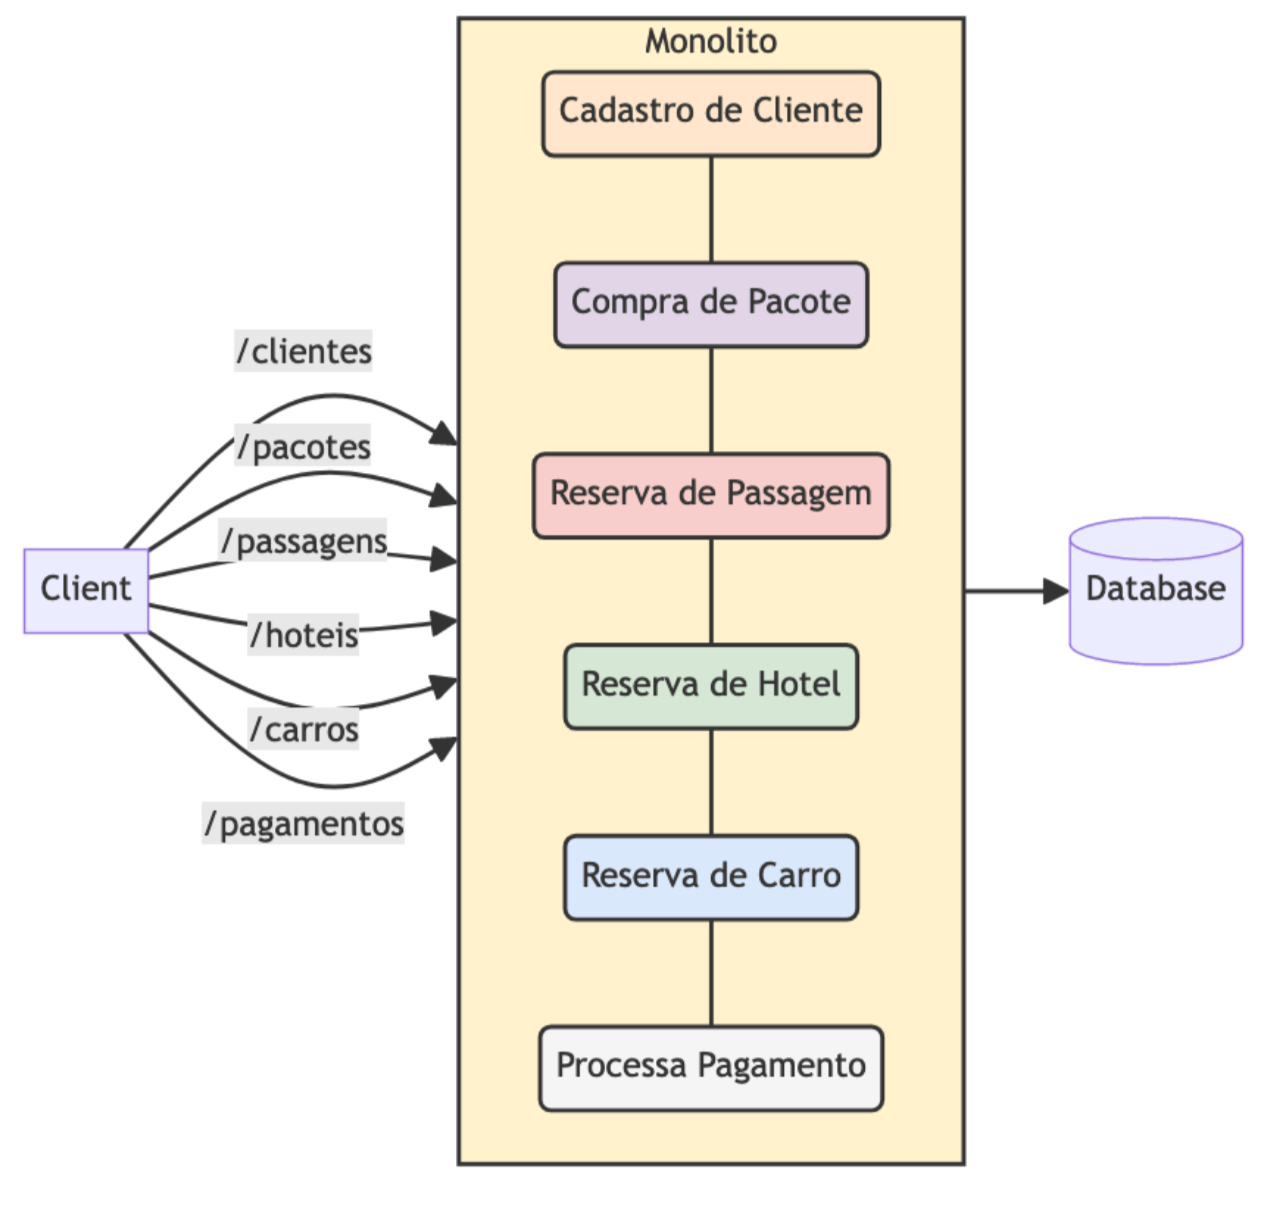 Monolito
Cadastro de Cliente
Compra de Pacote
/clientes
/pacotes
Reserva de Passagem
/passagens
Client
Database
/hoteis
Reserva de Hotel
/carros
/pagamentos
Reserva de Carro
Processa Pagamento